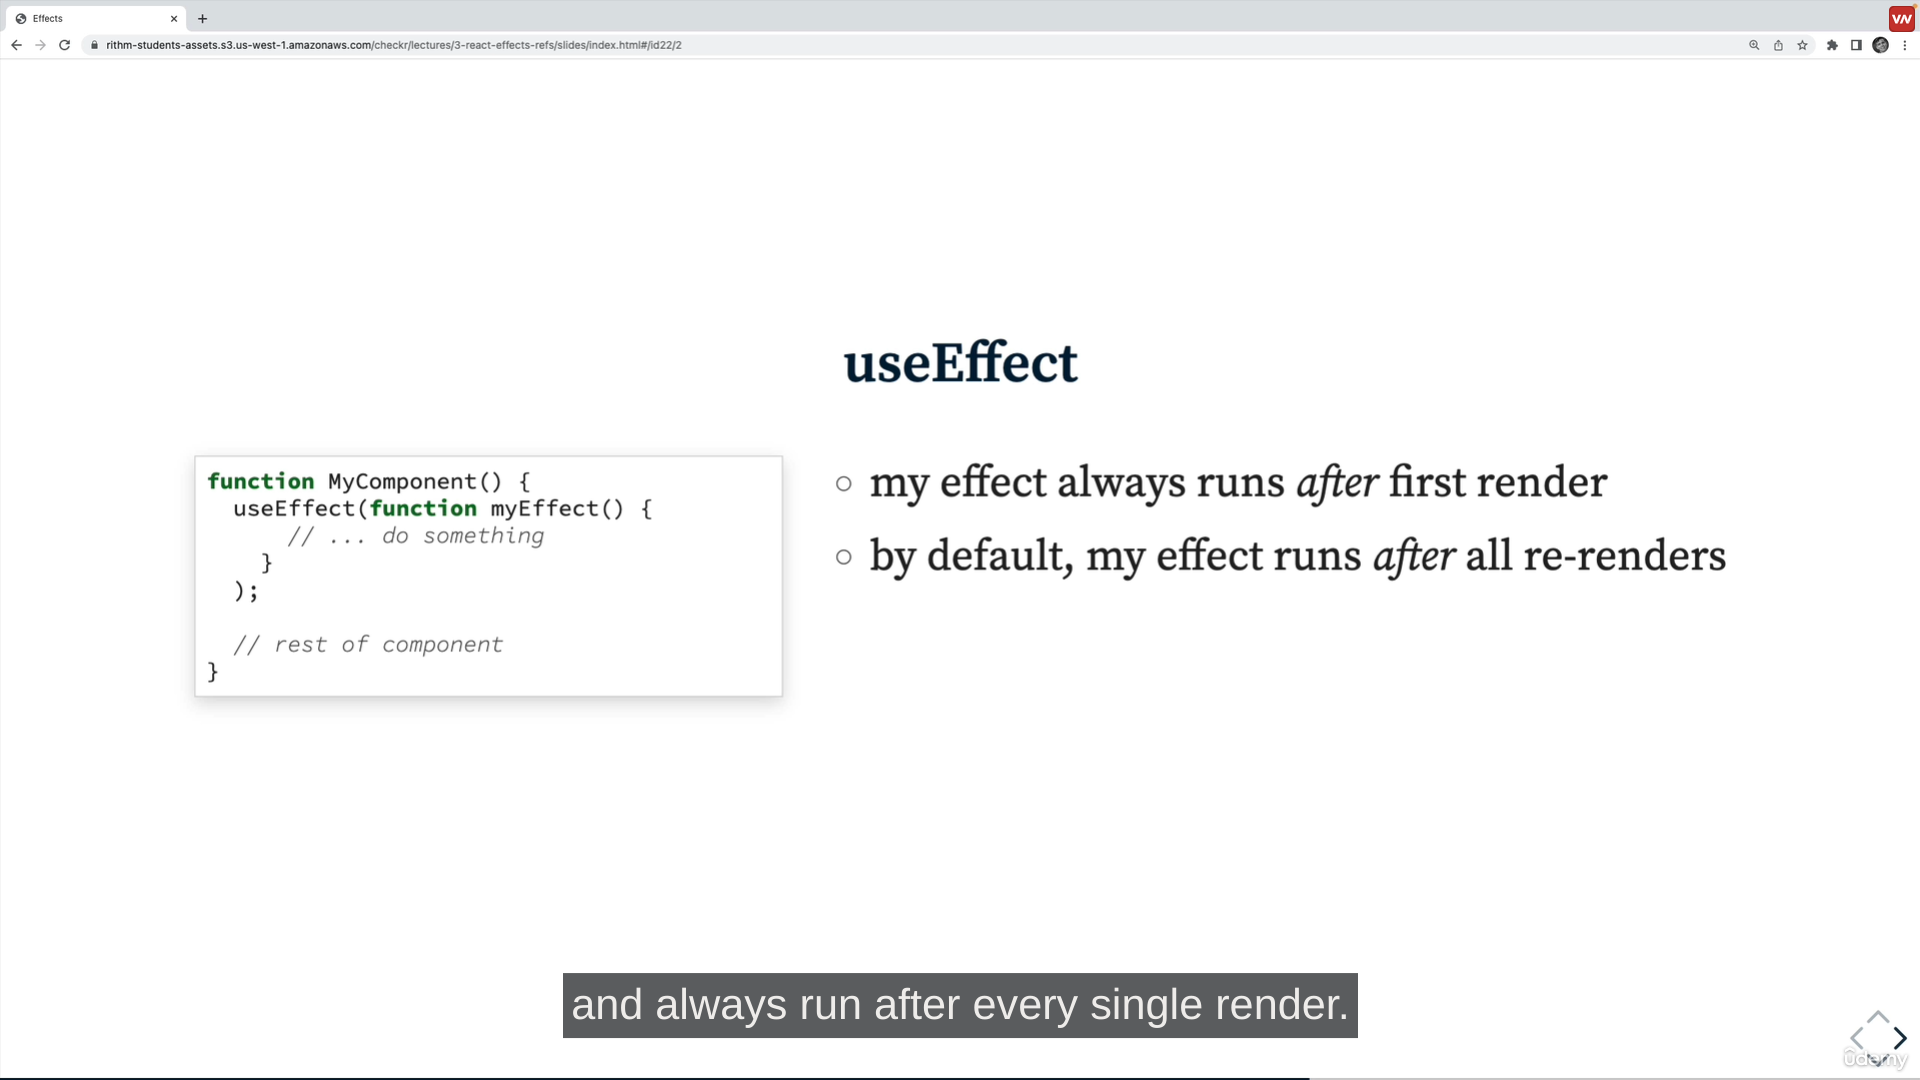 Effects
rithm-students-assets.s3.us-west-1.amazonaws.com/checkr/lectures/3-react-effects-refs/slides/index.html#/id22/2
useEffect
function MyComponent() {
  useEffect(function myEffect() {
      // ... do something
    }
  );

  // rest of component
}
my effect always runs after first render
by default, my effect runs after all re-renders
and always run after every single render.
ûdemy